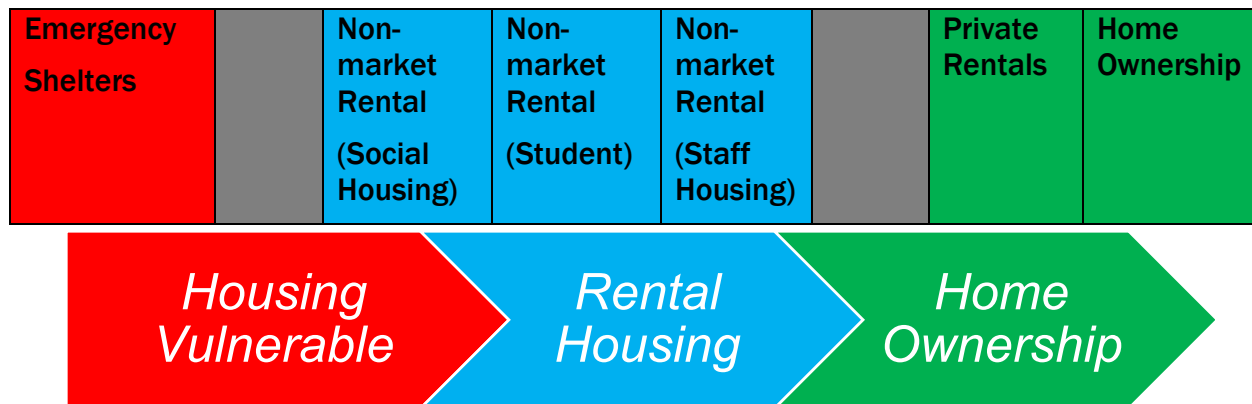 Emergency
Shelters
Non-
market
Rental
(Social
Housing)
Non-
market
Rental
(Student)
Non-
market
Rental
(Staff
Housing)
Private
Rentals
Home
Ownership
Housing
Vulnerable
Rental
Housing
Home
Ownership